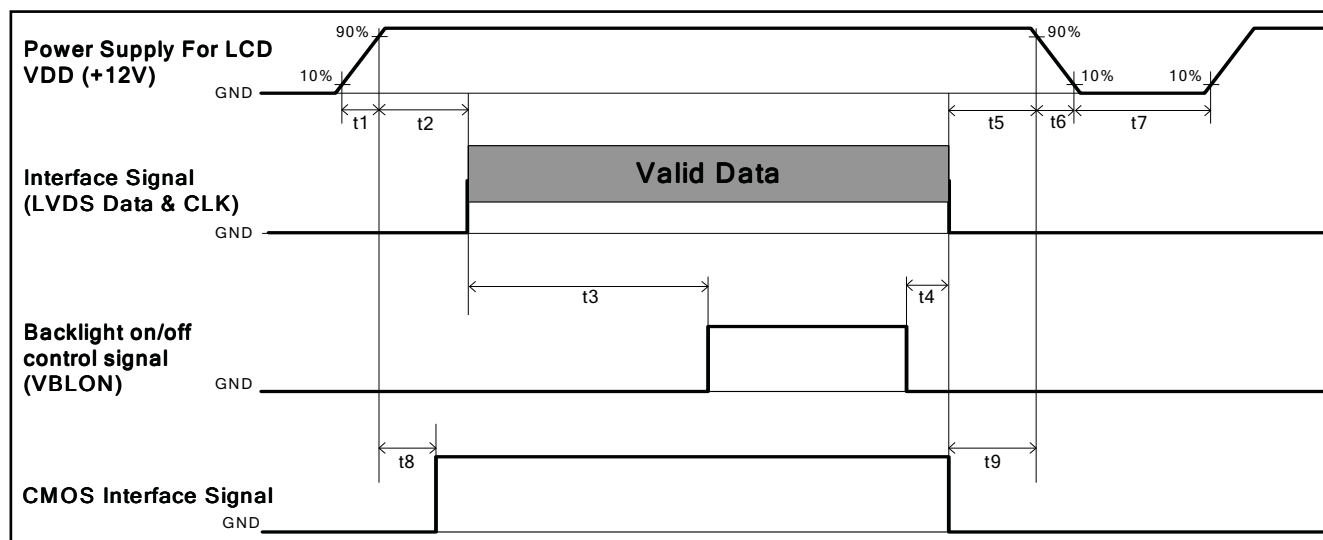 Power Supply For LCD
VDD (+12V)
90%
90%
10%
10%
10%
GND
t1
t2
t5
t6
t7
Valid Data
Interface Signal
(LVDS Data & CLK)
GND
t3
t4
Backlight on/off
control signal
(VBLON)
GND
t8
t9
CMOS Interface Signal
GND